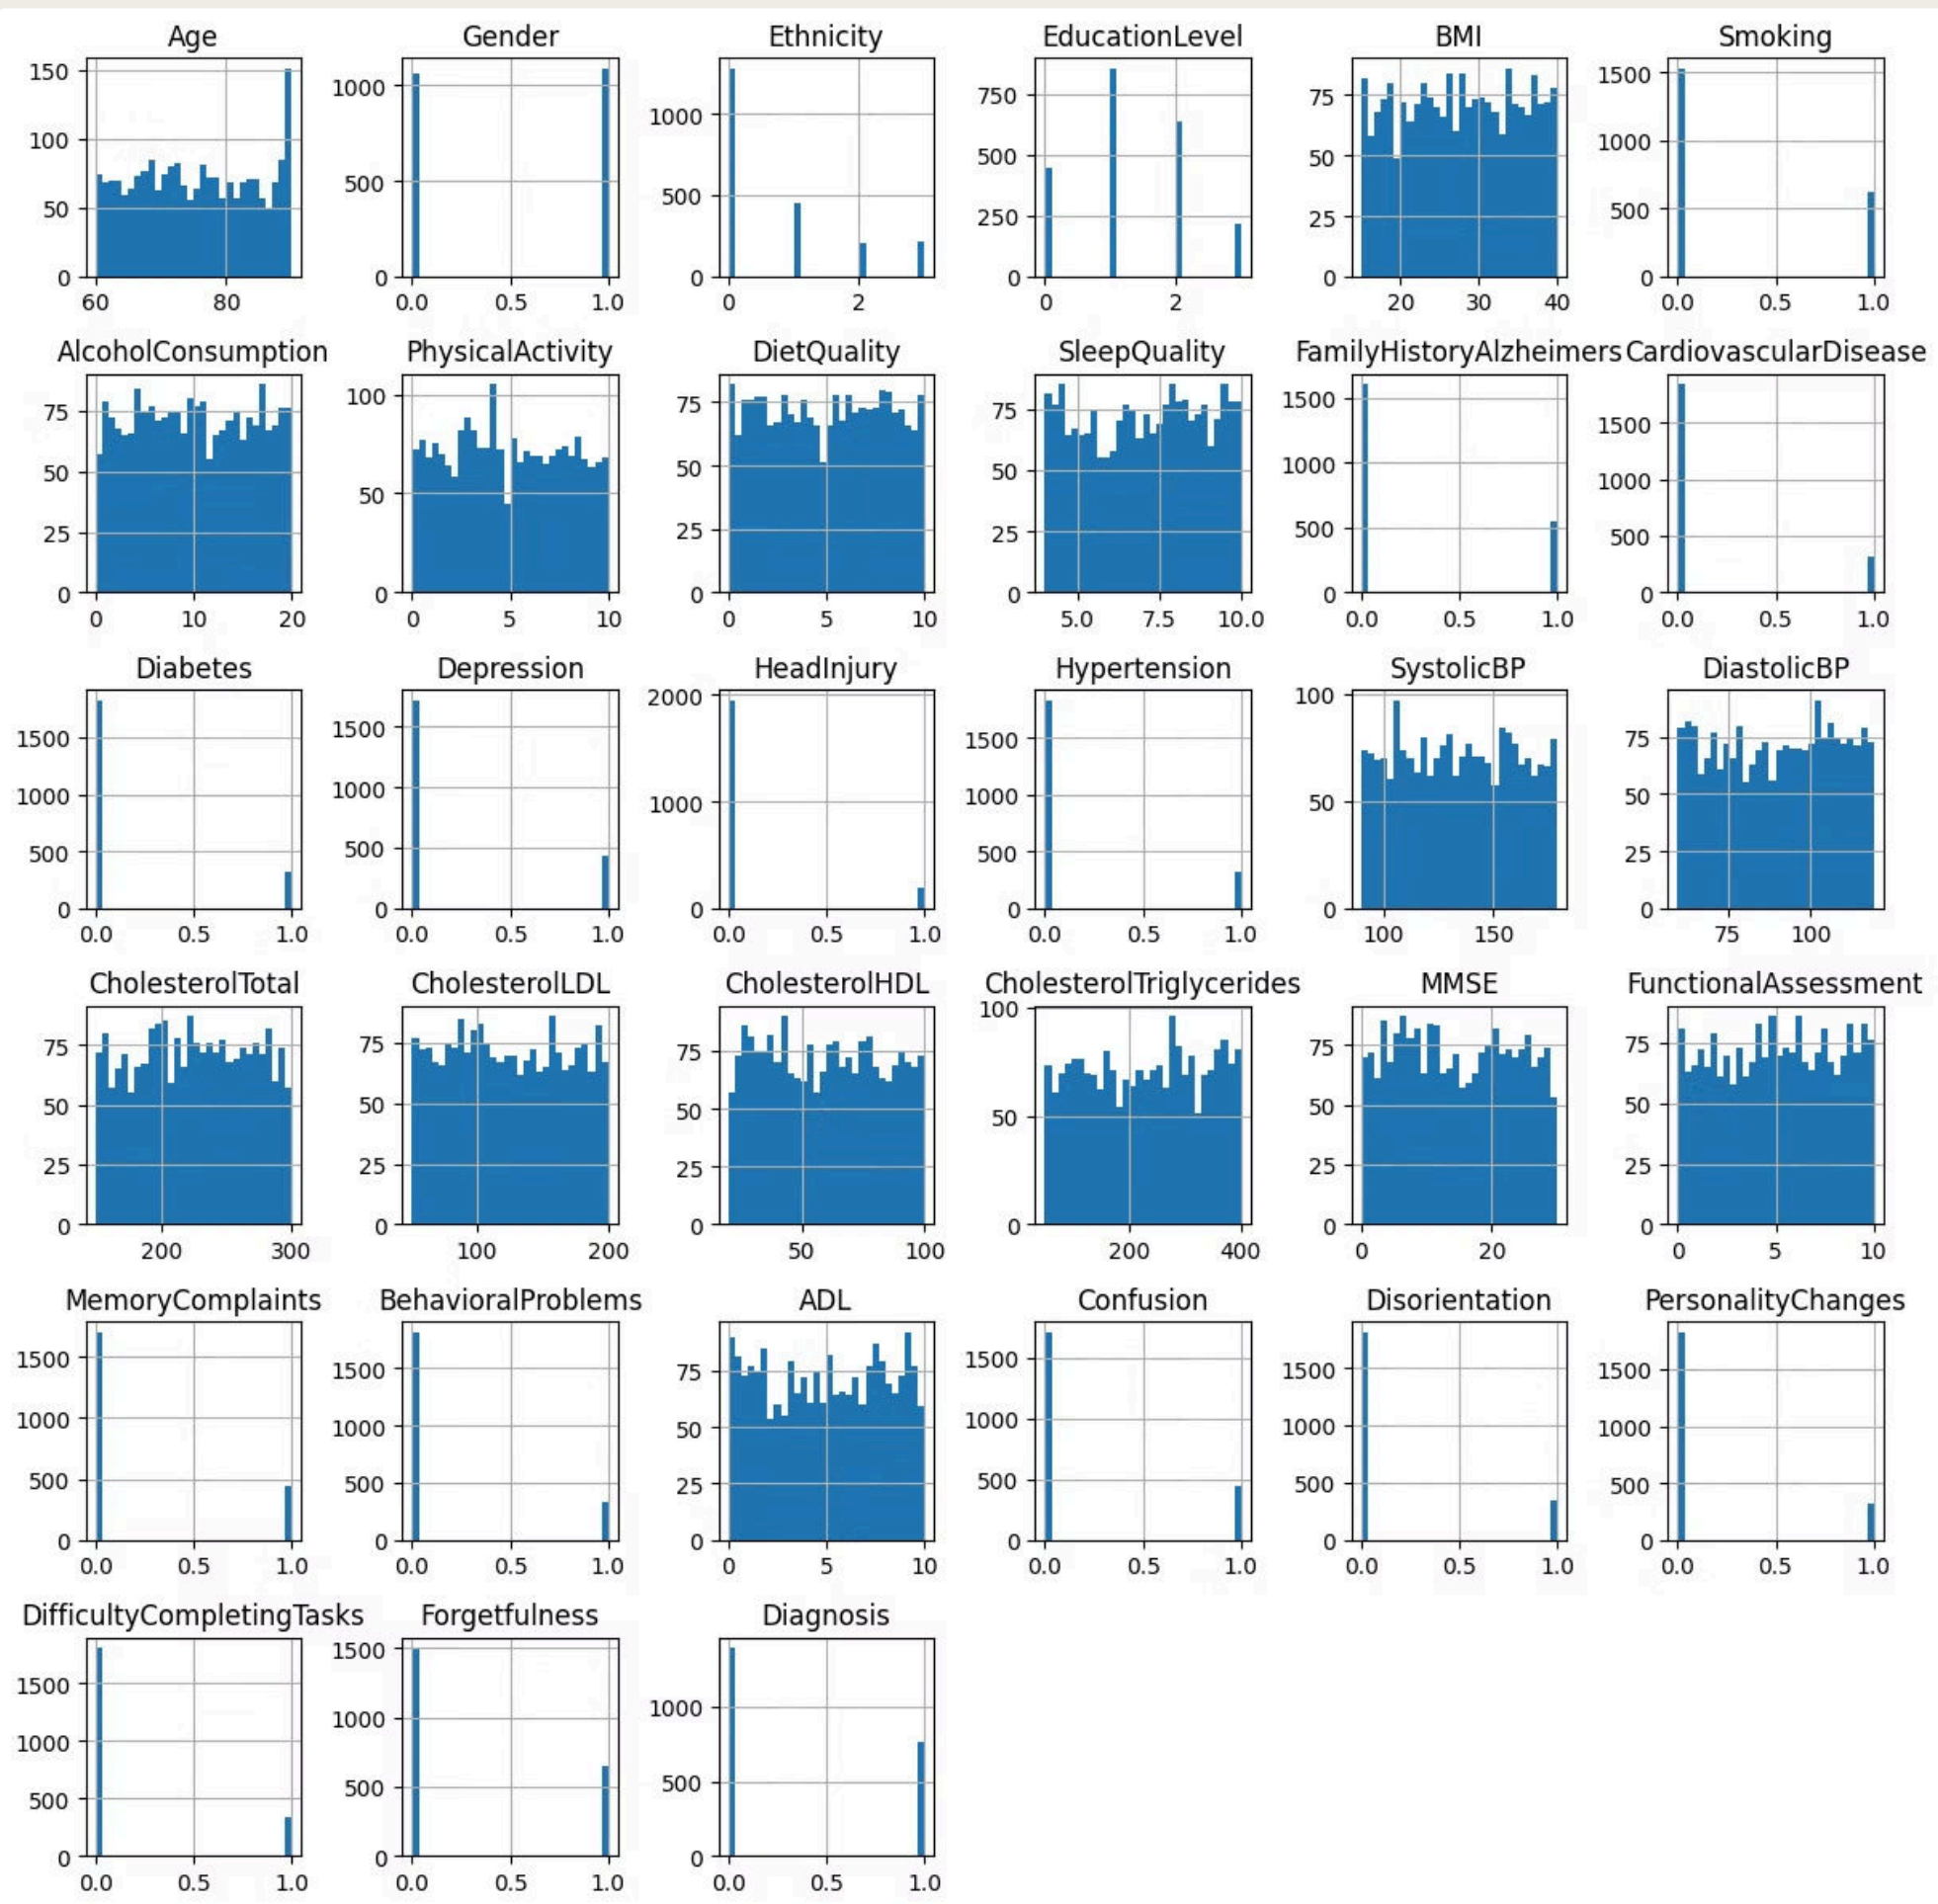 Age Gender Ethnicity EducationLevel BMI Smoking
150 1000 1000 750 75 1500
100 500 50 1000
50 500 500 250 25 500
0 0 0 0 0 0
60 80 0.0 0.5 1.0 0 2 0 2 20 30 40 0.0 0.5 1.0
AlcoholConsumption PhysicalActivity DietQuality SleepQuality FamilyHistoryAlzheimers CardiovascularDisease
75 100 75 75 1500 1500
50 50 50 50 1000 1000
25 25 25 500 500
0 0 0 0 0 0
0 10 20 0 5 10 0 5 10 5.0 7.5 10.0 0.0 0.5 1.0 0.0 0.5 1.0
Diabetes Depression HeadInjury Hypertension SystolicBP DiastolicBP
1500 1500 2000 1500 100 75
1000 1000 1000 1000 50 50
500 500 500 25
0 0 0 0 0 0
0.0 0.5 1.0 0.0 0.5 1.0 0.0 0.5 1.0 0.0 0.5 1.0 100 150 75 100
CholesterolTotal CholesterolLDL CholesterolHDL CholesterolTriglycerides MMSE FunctionalAssessment
75 75 75 100 75 75
50 50 50 50 50 50
25 25 25 25 25
0 0 0 0 0 0
200 300 100 200 50 100 200 400 0 20 0 5 10
MemoryComplaints BehavioralProblems ADL Confusion Disorientation PersonalityChanges
1500 1500 75 1500 1500 1500
1000 1000 50 1000 1000 1000
500 500 25 500 500 500
0 0 0 0 0 0
0.0 0.5 1.0 0.0 0.5 1.0 0 5 10 0.0 0.5 1.0 0.0 0.5 1.0 0.0 0.5 1.0
DifficultyCompletingTasks Forgetfulness Diagnosis
1500 1500 1000
1000 1000 500
500 500
0 0 0
0.0 0.5 1.0 0.0 0.5 1.0 0.0 0.5 1.0